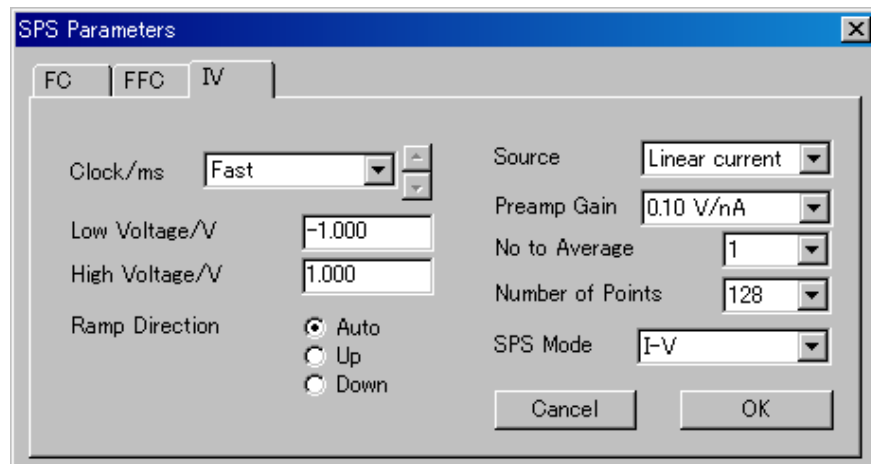 SPS Parameters
FC
FFC
IV
Clock/ms
Fast
Low Voltage/V
-1.000
High Voltage/V
1.000
Ramp Direction
Auto
Up
Down
Source
Linear current
Preamp Gain
0.10 V/nA
No to Average
1
Number of Points
128
SPS Mode
I-V
Cancel
OK